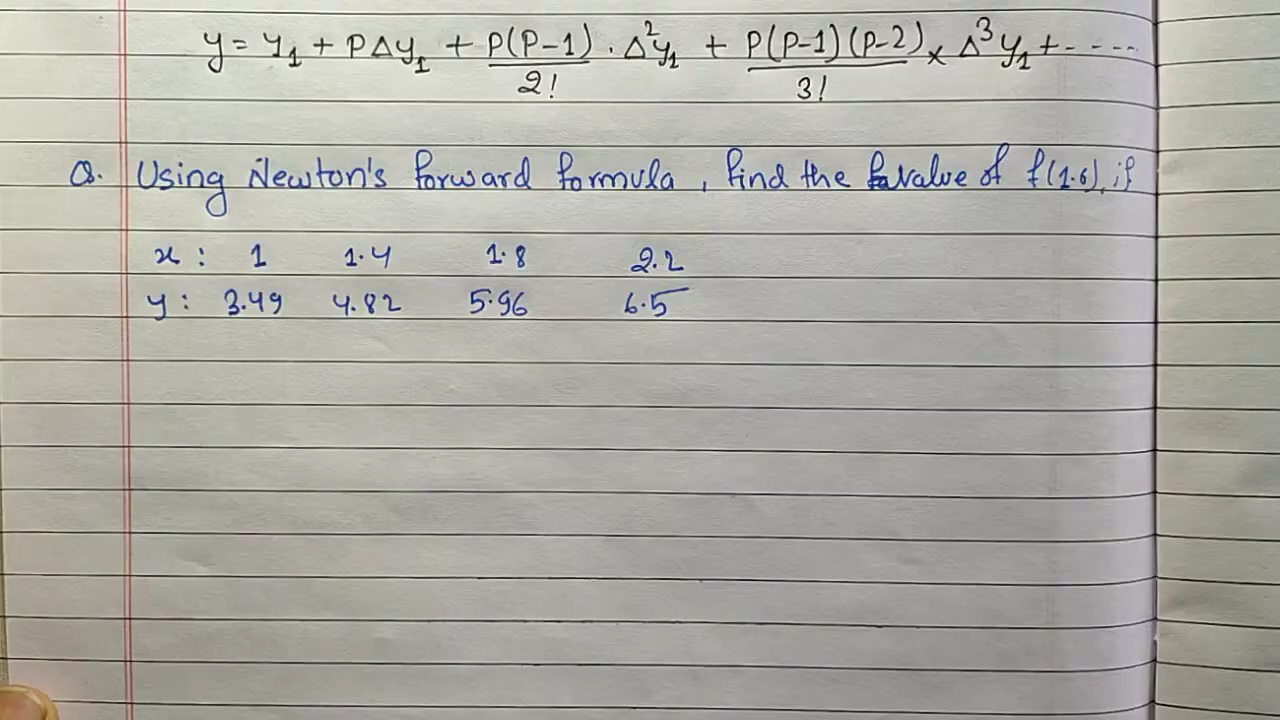 y = y₁ + PΔy₁ + P(P-1)/2! . Δ²y₁ + P(P-1)(P-2)/3! × Δ³y₁ + - - - -
Q. Using Newton's forward formula, find the value of f(1.6), if
x : 1 1.4 1.8 2.2
y : 3.49 4.82 5.96 6.5